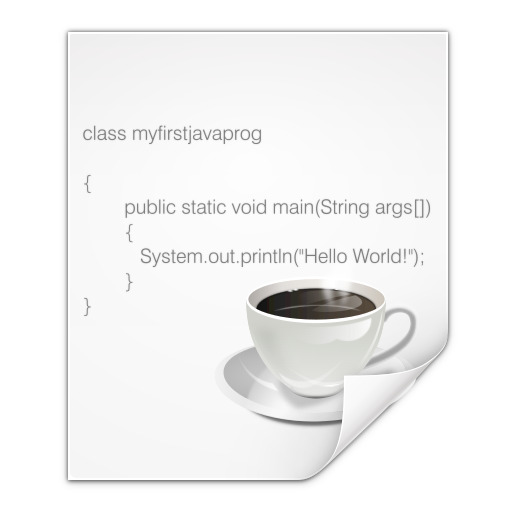 class myfirstjavaprog
{
public static void main(String args[])
{
System.out.println("Hello World!");
}
}